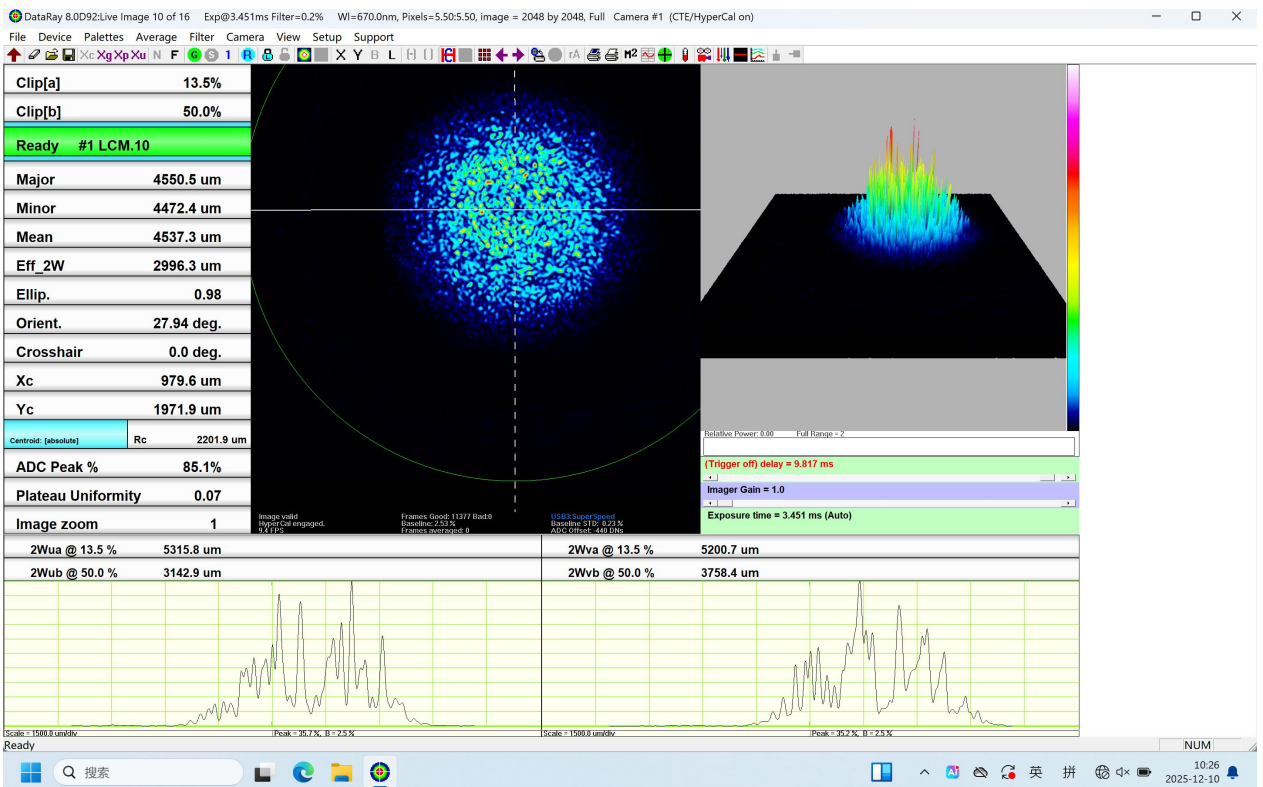 DataRay 8.0D92:Live Image 10 of 16 Exp@3.451ms Filter=0.2% Wl=670.0nm, Pixels=5.50:5.50, image = 2048 by 2048, Full Camera #1 (CTE/HyperCal on)
File Device Palettes Average Filter Camera View Setup Support
Xc Xg Xp Xu N F G S 1 R X Y B L rA M2
Clip[a] 13.5%
Clip[b] 50.0%
Ready #1 LCM.10
Major 4550.5 um
Minor 4472.4 um
Mean 4537.3 um
Eff_2W 2996.3 um
Ellip. 0.98
Orient. 27.94 deg.
Crosshair 0.0 deg.
Xc 979.6 um
Yc 1971.9 um
Centroid: [absolute] Rc 2201.9 um
ADC Peak % 85.1%
Plateau Uniformity 0.07
Image zoom 1
Image valid
HyperCal engaged.
9.4 FPS
Frames Good: 11377 Bad:0
Baseline: 2.53 %
Frames averaged: 0
USB3:SuperSpeed
Baseline STD: 0.23 %
ADC Offset: -440 DNs
Relative Power: 0.00 Full Range = 2
(Trigger off) delay = 9.817 ms
Imager Gain = 1.0
Exposure time = 3.451 ms (Auto)
2Wua @ 13.5 % 5315.8 um
2Wva @ 13.5 % 5200.7 um
2Wub @ 50.0 % 3142.9 um
2Wvb @ 50.0 % 3758.4 um
Scale = 1500.0 um/div Peak = 35.7 %, B = 2.5 %
Scale = 1500.0 um/div Peak = 35.2 %, B = 2.5 %
Ready NUM
搜索
英 拼
10:26
2025-12-10